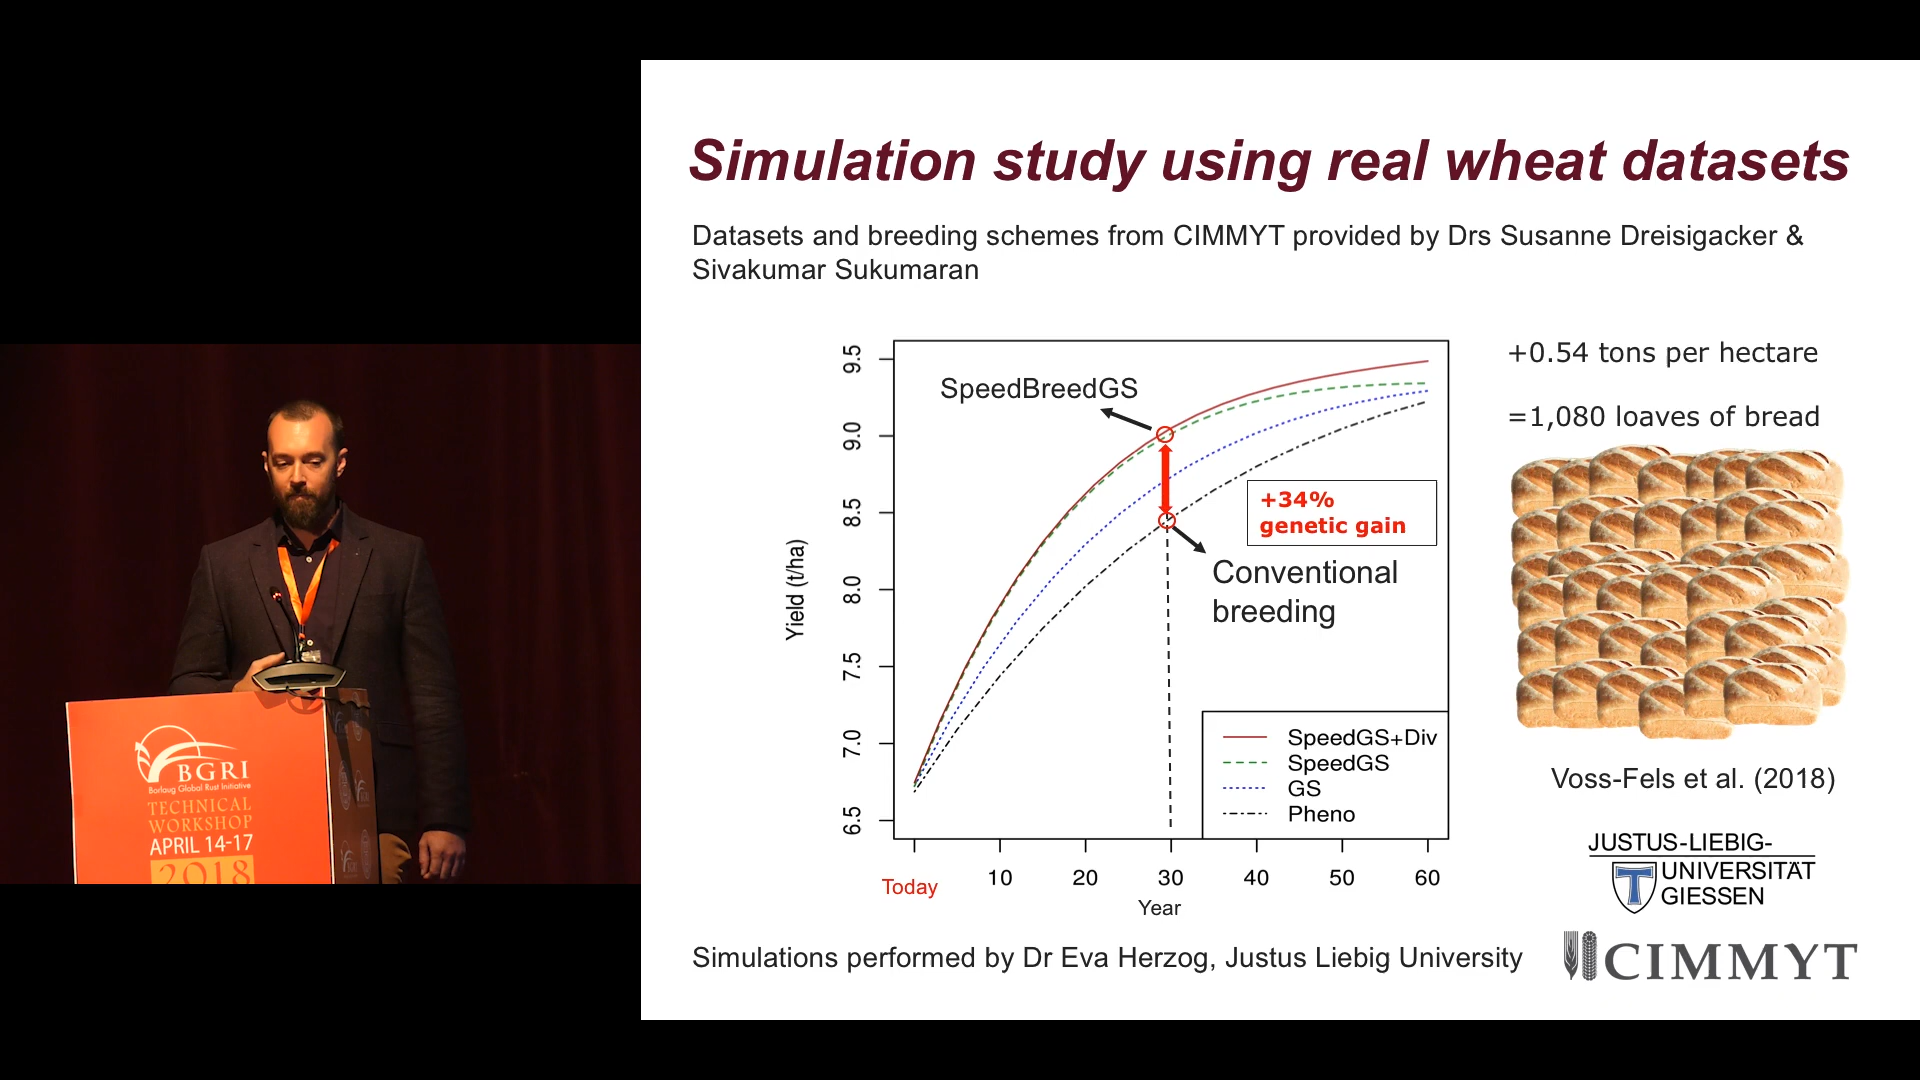 Simulation study using real wheat datasets
Datasets and breeding schemes from CIMMYT provided by Drs Susanne Dreisigacker &
Sivakumar Sukumaran
Yield (t/ha)
9.5
9.0
8.5
8.0
7.5
7.0
6.5
SpeedBreedGS
+34%
genetic gain
Conventional
breeding
SpeedGS+Div
SpeedGS
GS
Pheno
Today
10
20
30
40
50
60
Year
+0.54 tons per hectare
=1,080 loaves of bread
Voss-Fels et al. (2018)
JUSTUS-LIEBIG-
UNIVERSITÄT
GIESSEN
Simulations performed by Dr Eva Herzog, Justus Liebig University
CIMMYT
BGRI
Borlaug Global Rust Initiative
TECHNICAL
WORKSHOP
APRIL 14-17
2018